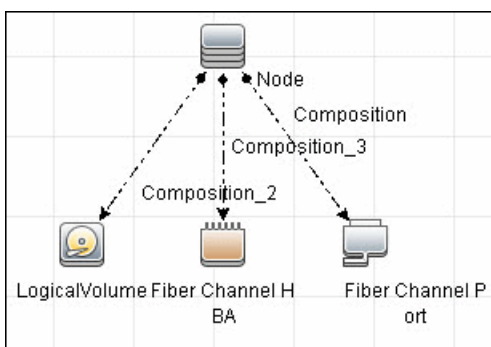 Node
Composition
Composition_3
Composition_2
LogicalVolume
Fiber Channel H
BA
Fiber Channel P
ort